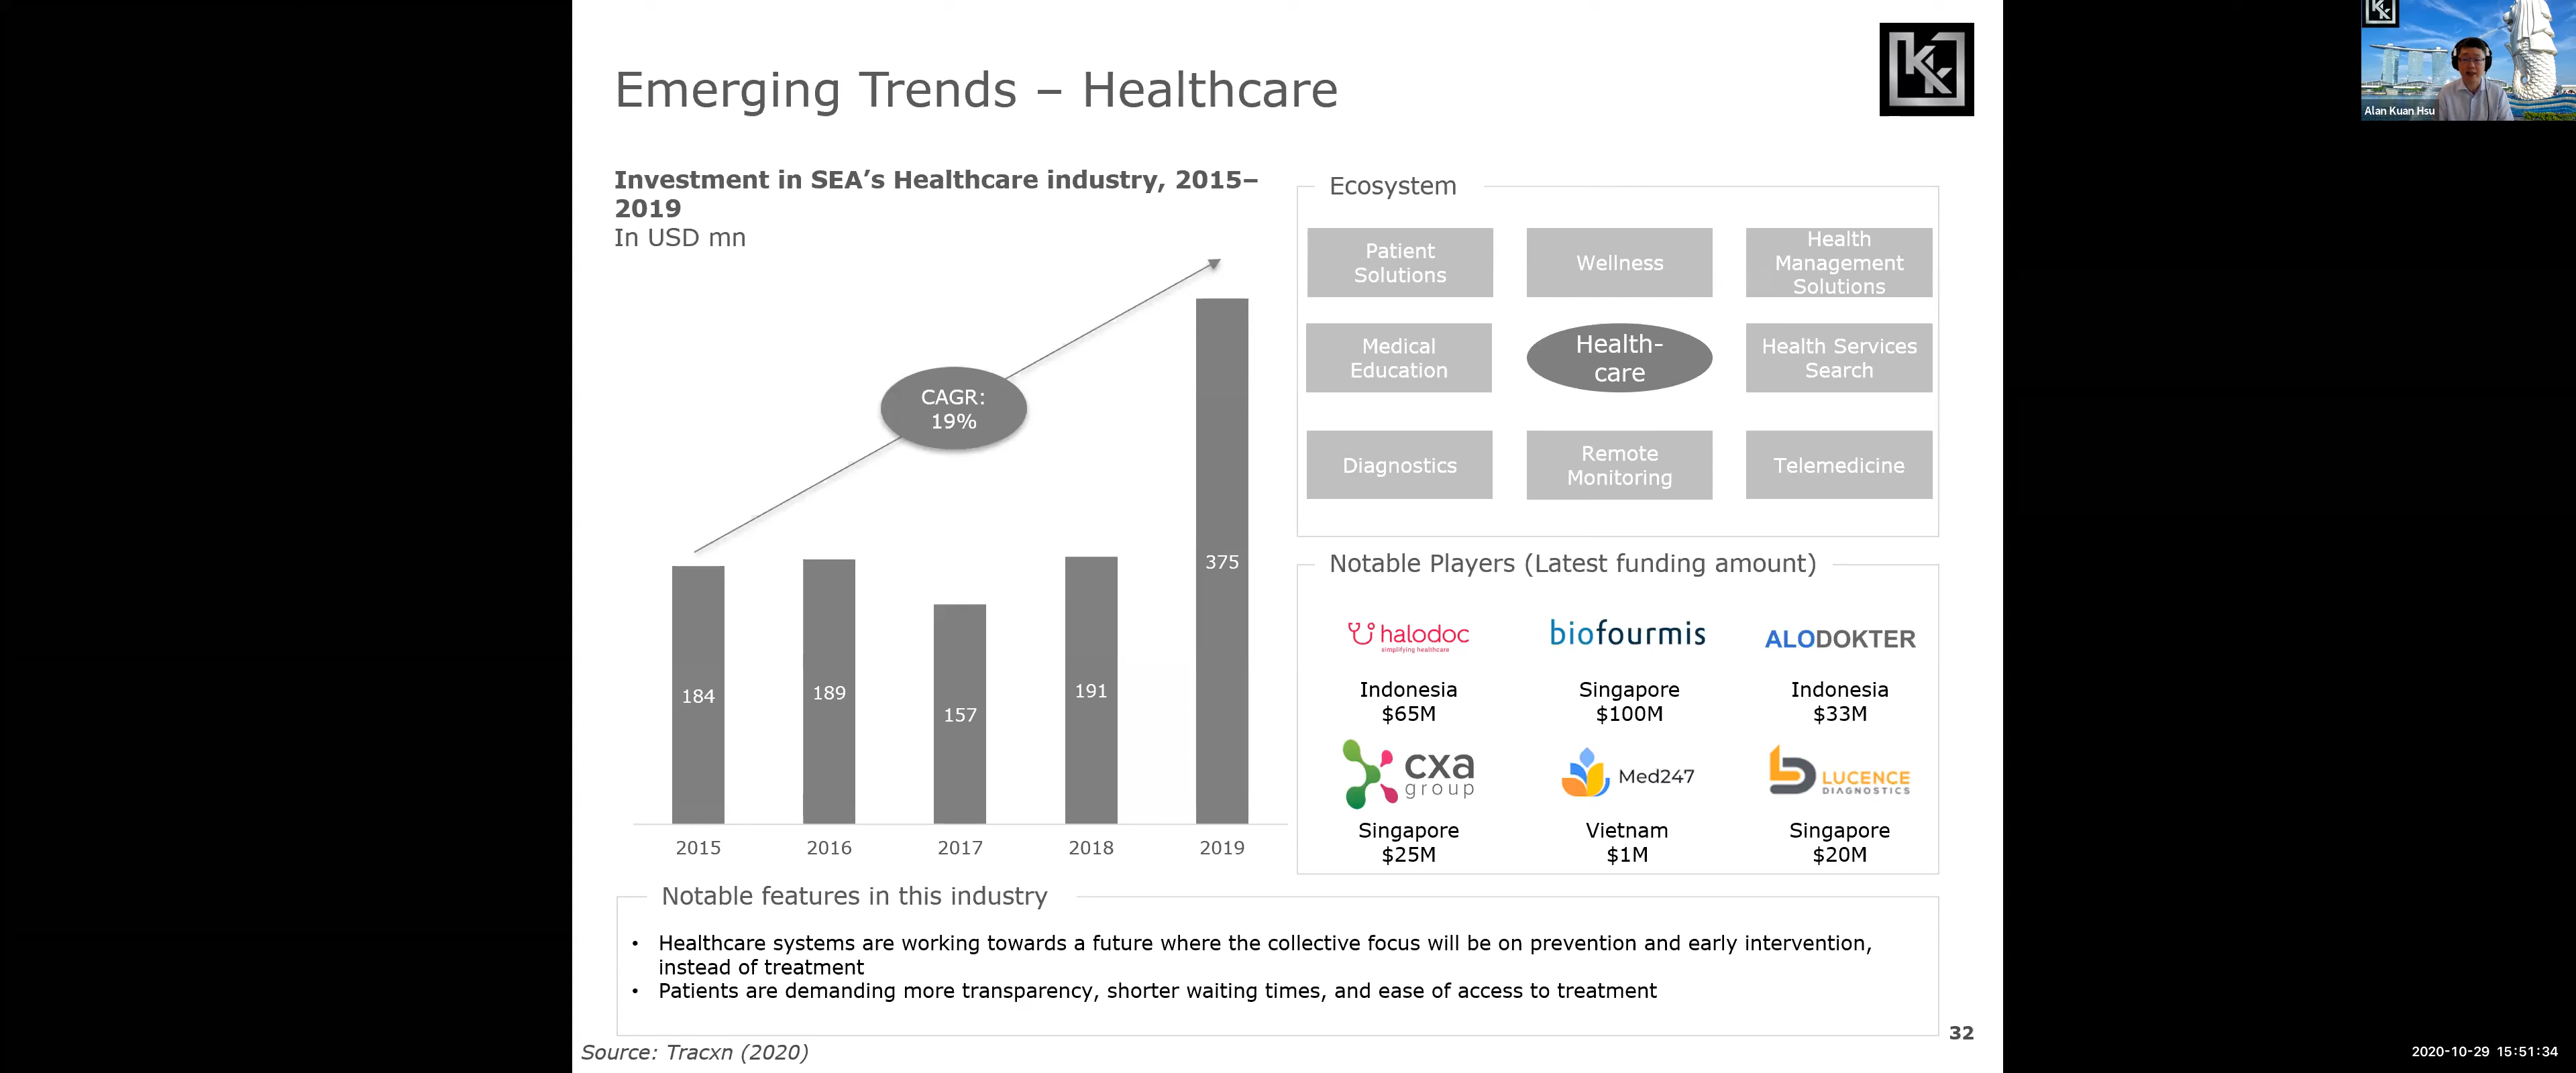 Emerging Trends – Healthcare
Investment in SEA’s Healthcare industry, 2015–
2019
In USD mn
CAGR:
19%
184
189
157
191
375
2015
2016
2017
2018
2019
Ecosystem
Patient
Solutions
Wellness
Health
Management
Solutions
Medical
Education
Health-
care
Health Services
Search
Diagnostics
Remote
Monitoring
Telemedicine
Notable Players (Latest funding amount)
halodoc
simplifying healthcare
Indonesia
$65M
biofourmis
Singapore
$100M
ALODOKTER
Indonesia
$33M
cxa
group
Singapore
$25M
Med247
Vietnam
$1M
LUCENCE
DIAGNOSTICS
Singapore
$20M
Notable features in this industry
• Healthcare systems are working towards a future where the collective focus will be on prevention and early intervention,
instead of treatment
• Patients are demanding more transparency, shorter waiting times, and ease of access to treatment
Source: Tracxn (2020)
32
KK
KK
Alan Kuan Hsu
2020-10-29 15:51:34